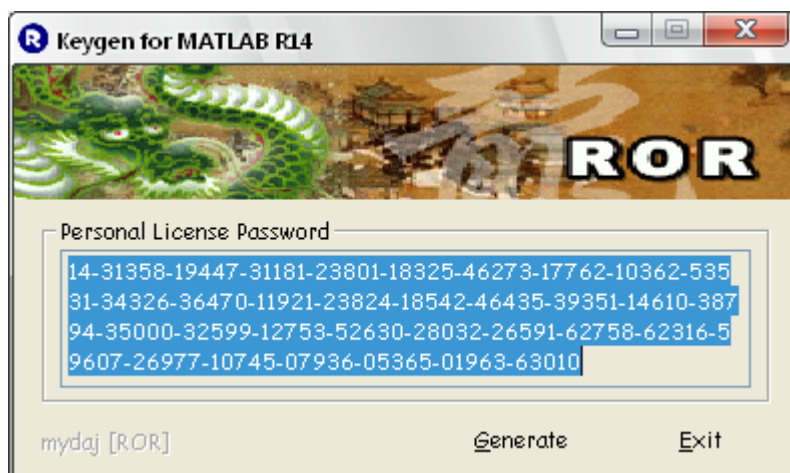 Keygen for MATLAB R14
ROR
Personal License Password
14-31358-19447-31181-23801-18325-46273-17762-10362-535
31-34326-36470-11921-23824-18542-46435-39351-14610-387
94-35000-32599-12753-52630-28032-26591-62758-62316-5
9607-26977-10745-07936-05365-01963-63010
mydaj [ROR] Generate Exit